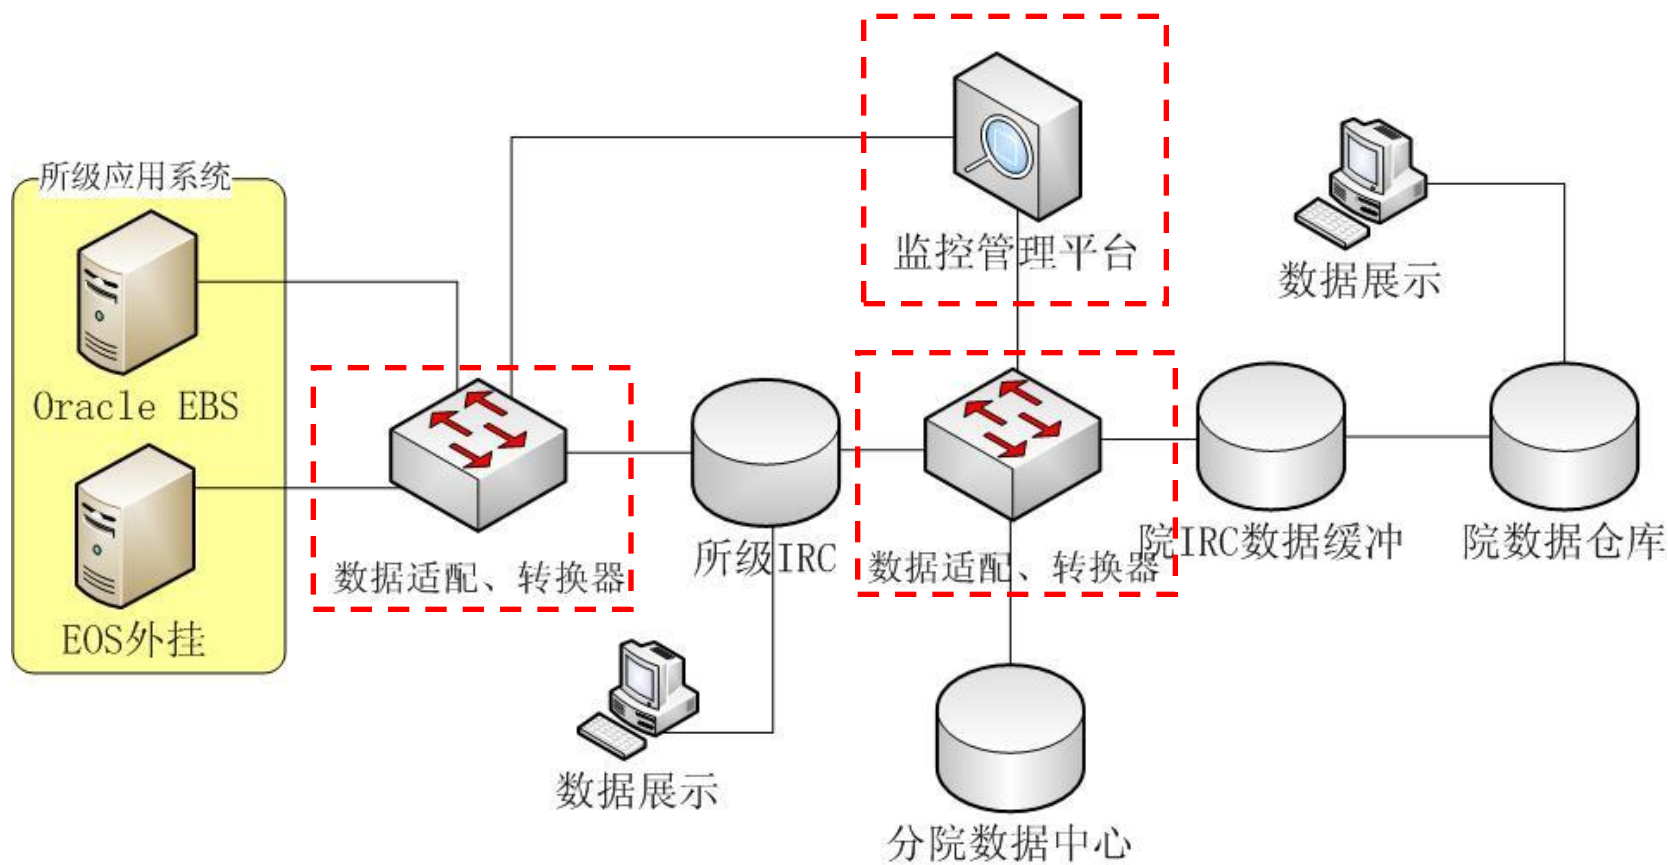 监控管理平台
所级应用系统
数据展示
Oracle EBS
院IRC数据缓冲
院数据仓库
所级IRC
数据适配、转换器
数据适配、转换器
EOS外挂
数据展示
分院数据中心